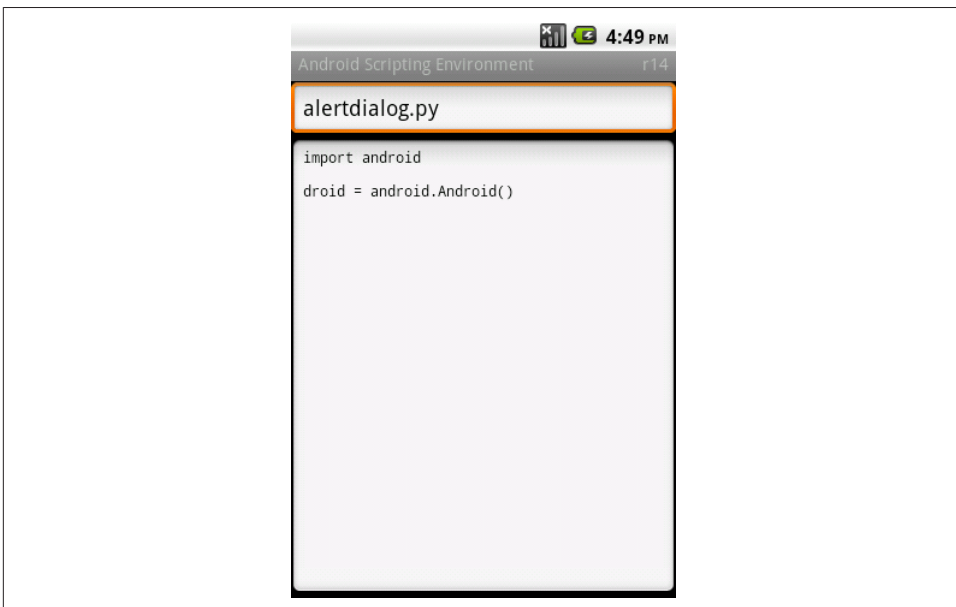 4:49 PM
Android Scripting Environment r14
alertdialog.py
import android
droid = android.Android()